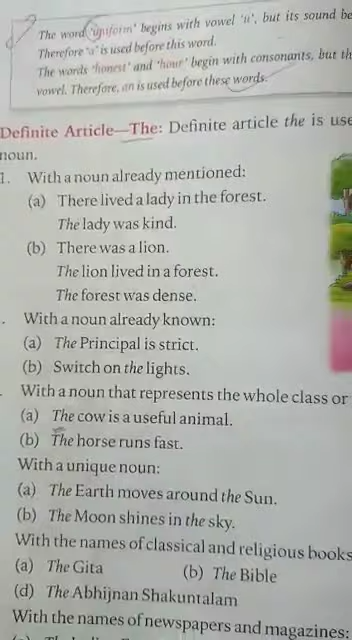 The word 'uniform' begins with vowel 'u', but its sound
Therefore 'a' is used before this word.
The words 'honest' and 'hour' begin with consonants, but
vowel. Therefore, an is used before these words.
Definite Article—The: Definite article the is
noun.
1. With a noun already mentioned:
(a) There lived a lady in the forest.
The lady was kind.
(b) There was a lion.
The lion lived in a forest.
The forest was dense.
With a noun already known:
(a) The Principal is strict.
(b) Switch on the lights.
With a noun that represents the whole class or
(a) The cow is a useful animal.
(b) The horse runs fast.
With a unique noun:
(a) The Earth moves around the Sun.
(b) The Moon shines in the sky.
With the names of classical and religious books
(a) The Gita (b) The Bible
(d) The Abhijnan Shakuntalam
With the names of newspapers and magazines: